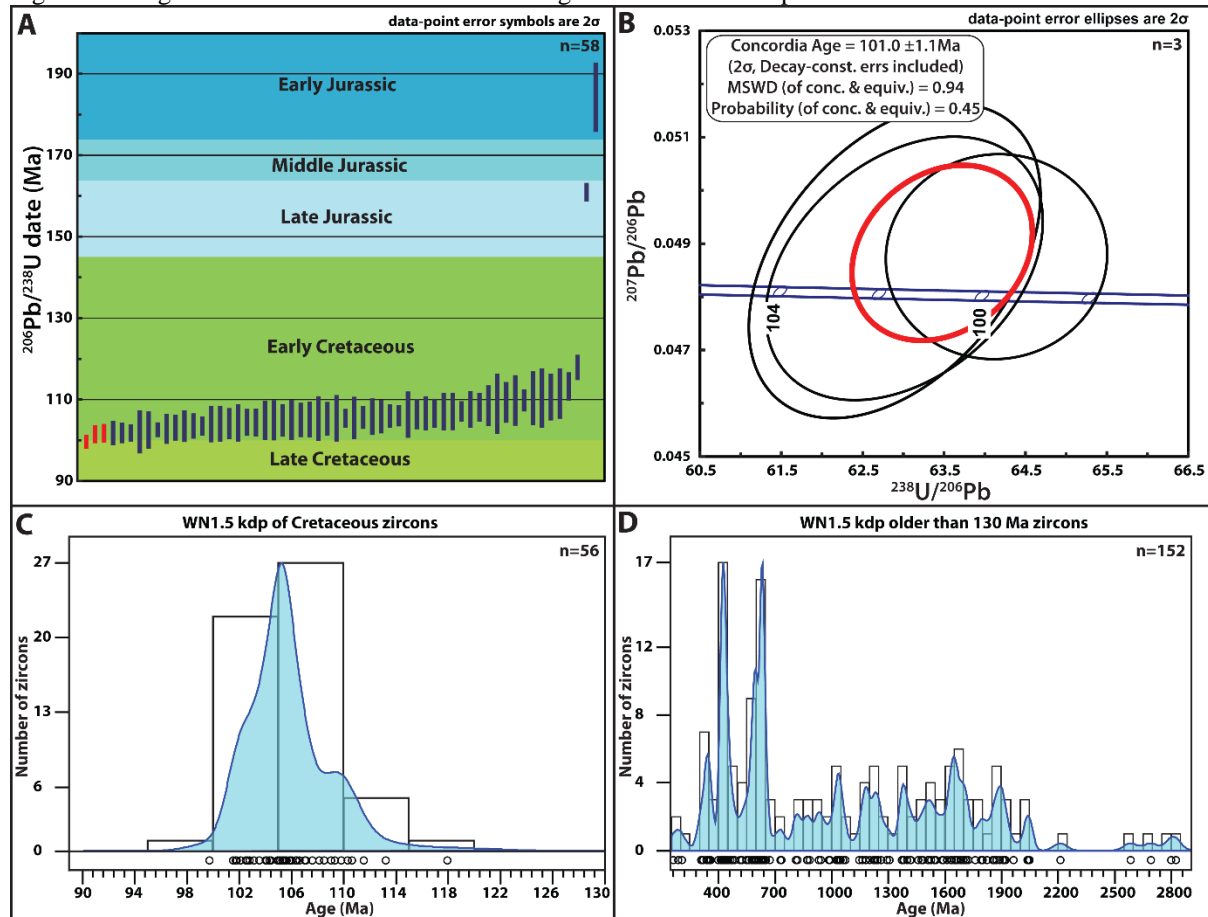 A
data-point error symbols are 2σ
n=58
206Pb/238U date (Ma)
190
170
150
130
110
90
Early Jurassic
Middle Jurassic
Late Jurassic
Early Cretaceous
Late Cretaceous
B
data-point error ellipses are 2σ
n=3
Concordia Age = 101.0 ±1.1Ma
(2σ, Decay-const. errs included)
MSWD (of conc. & equiv.) = 0.94
Probability (of conc. & equiv.) = 0.45
207Pb/206Pb
0.053
0.051
0.049
0.047
0.045
104
100
60.5 61.5 62.5 63.5 64.5 65.5 66.5
238U/206Pb
C
WN1.5 kdp of Cretaceous zircons
n=56
Number of zircons
27
20
13
6
0
90 94 98 102 106 110 114 118 122 126 130
Age (Ma)
D
WN1.5 kdp older than 130 Ma zircons
n=152
Number of zircons
17
12
8
4
0
400 700 1000 1300 1600 1900 2200 2500 2800
Age (Ma)